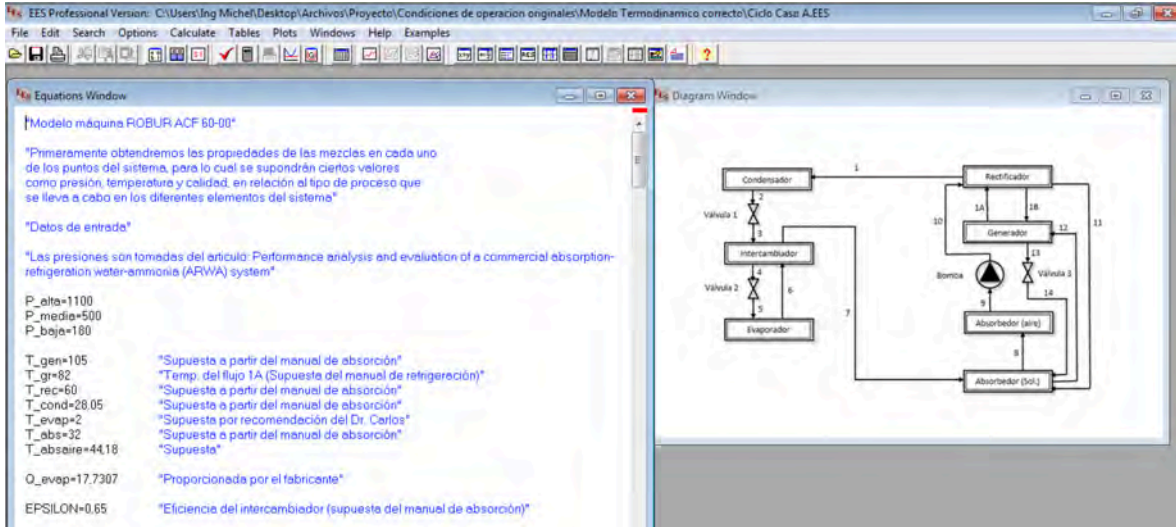 EES Professional Version: C:\Users\Ing Michel\Desktop\Archivos\Proyecto\Condiciones de operacion originales\Modelo Termodinamico correcto\Ciclo Caso A.EES
File Edit Search Options Calculate Tables Plots Windows Help Examples
Equations Window
"Modelo máquina ROBUR ACF 60-00"
"Primeramente obtendremos las propiedades de las mezclas en cada uno
de los puntos del sistema, para lo cual se supondrán ciertos valores
como presión, temperatura y calidad, en relación al tipo de proceso que
se lleva a cabo en los diferentes elementos del sistema"
"Datos de entrada"
"Las presiones son tomadas del articulo: Performance analysis and evaluation of a commercial absorption-
refrigeration water-ammonia (ARWA) system"
P_alta=1100
P_media=500
P_baja=180
T_gen=105 "Supuesta a partir del manual de absorción"
T_gr=82 "Temp. del flujo 1A (Supuesta del manual de refrigeración)"
T_rec=60 "Supuesta a partir del manual de absorción"
T_cond=28,05 "Supuesta a partir del manual de absorción"
T_evap=2 "Supuesta por recomendación del Dr. Carlos"
T_abs=32 "Supuesta a partir del manual de absorción"
T_absaire=44,18 "Supuesta"
Q_evap=17,7307 "Proporcionada por el fabricante"
EPSILON=0,65 "Eficiencia del intercambiador (supuesta del manual de absorción)"
Diagram Window
1
Condensador
Rectificador
2
Válvula 1
3
10
1A
1B
11
Generador
12
Intercambiador
13
Bomba
Válvula 3
4
Válvula 2
5
6
14
9
7
Evaporador
Absorbedor (aire)
8
Absorbedor (Sol.)